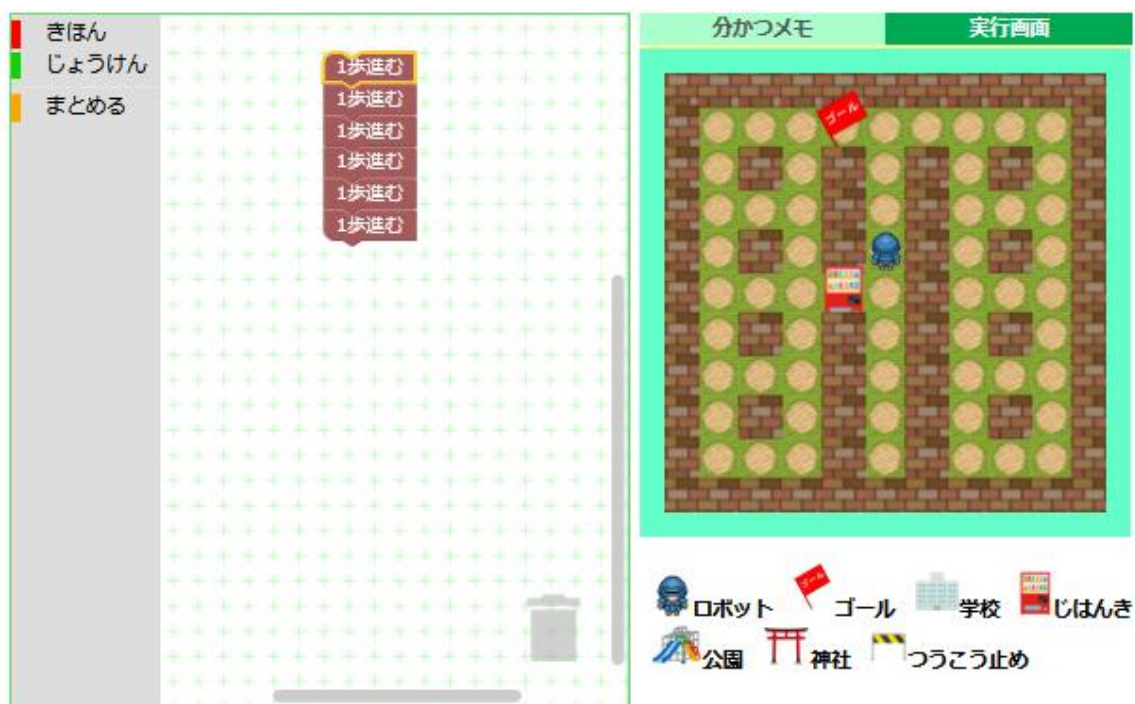 きほん
じょうけん
まとめる
1歩進む
1歩進む
1歩進む
1歩進む
1歩進む
1歩進む
分かつメモ
実行画面
ゴール
ロボット
ゴール
ゴール
学校
じはんき
公園
神社
つうこう止め